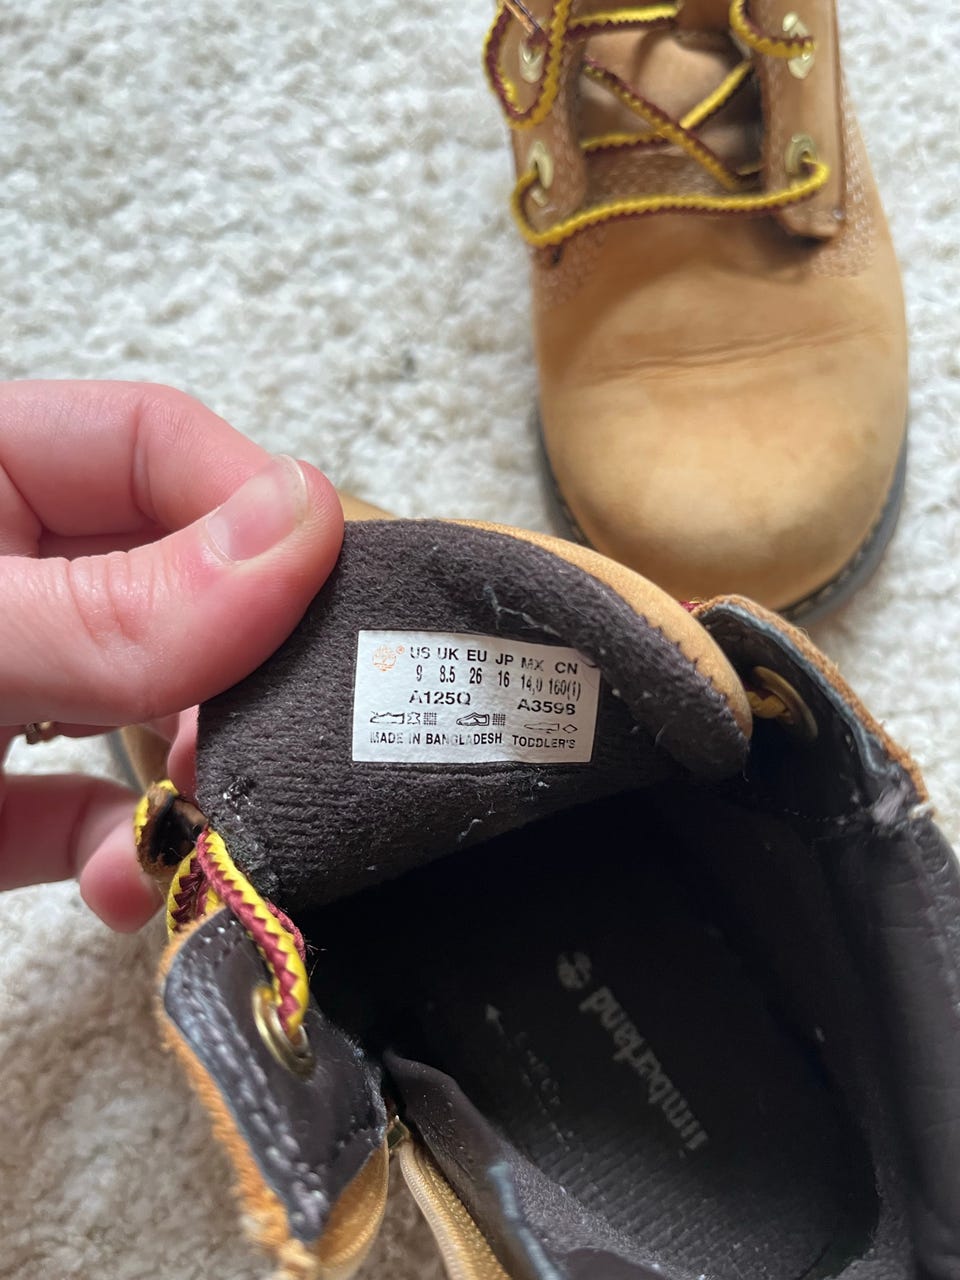 US UK EU JP MX CN
9 8.5 26 16 14,0 160(1)
A125Q A3598
MADE IN BANGLADESH TODDLER'S
Timberland